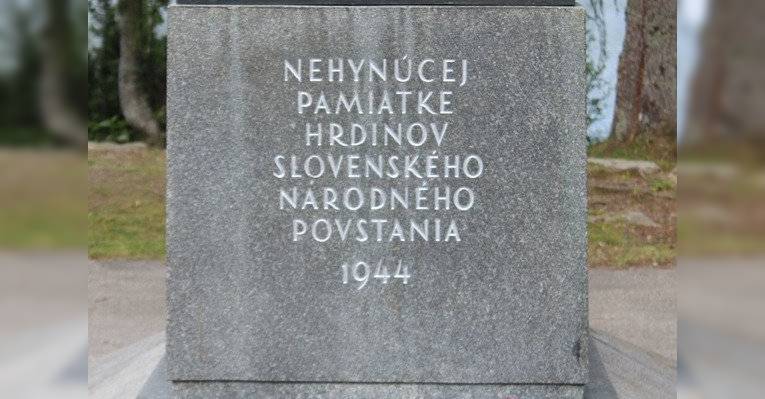 NEHYNÚCEJ
PAMIATKE
HRDINOV
SLOVENSKÉHO
NÁRODNÉHO
POVSTANIA
1944